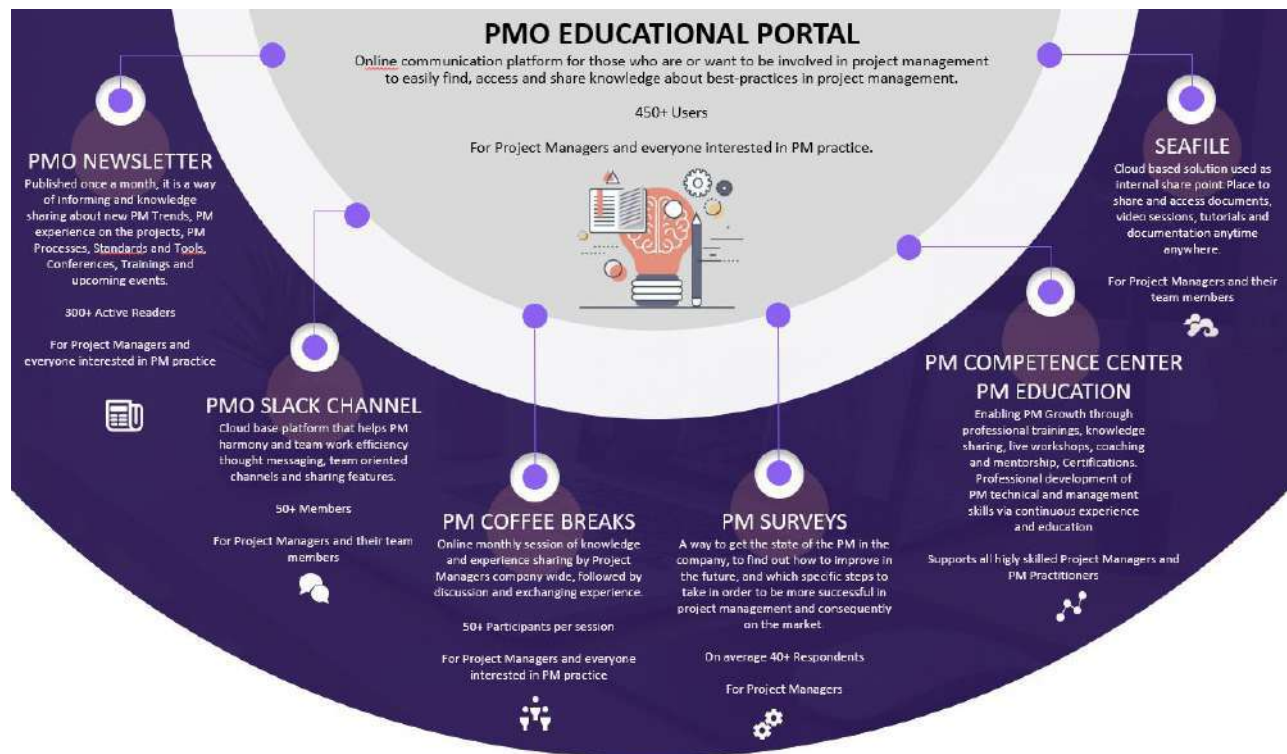 PMO EDUCATIONAL PORTAL
Online communication platform for those who are or want to be involved in project management
to easily find, access and share knowledge about best-practices in project management.
450+ Users
For Project Managers and everyone interested in PM practice.
PMO NEWSLETTER
Published once a month, it is a way
of informing and knowledge
sharing about new PM Trends, PM
experience on the projects, PM
Processes, Standards and Tools,
Conferences, Trainings and
upcoming events.
300+ Active Readers
For Project Managers and
everyone interested in PM practice
PMO SLACK CHANNEL
Cloud base platform that helps PM
harmony and team work efficiency
thought messaging, team oriented
channels and sharing features.
50+ Members
For Project Managers and their team
members
PM COFFEE BREAKS
Online monthly session of knowledge
and experience sharing by Project
Managers company wide, followed by
discussion and exchanging experience.
50+ Participants per session
For Project Managers and everyone
interested in PM practice
PM SURVEYS
A way to get the state of the PM in the
company, to find out how to improve in
the future, and which specific steps to
take in order to be more successful in
project management and consequently
on the market
On average 40+ Respondents
For Project Managers
PM COMPETENCE CENTER
PM EDUCATION
Enabling PM Growth through
professional trainings, knowledge
sharing, live workshops, coaching
and mentorship, Certifications.
Professional development of
PM technical and management
skills via continuous experience
and education
Supports all higly skilled Project Managers and
PM Practitioners
SEAFILE
Cloud based solution used as
internal share point.Place to
share and access documents,
video sessions, tutorials and
documentation anytime
anywhere.
For Project Managers and their
team members